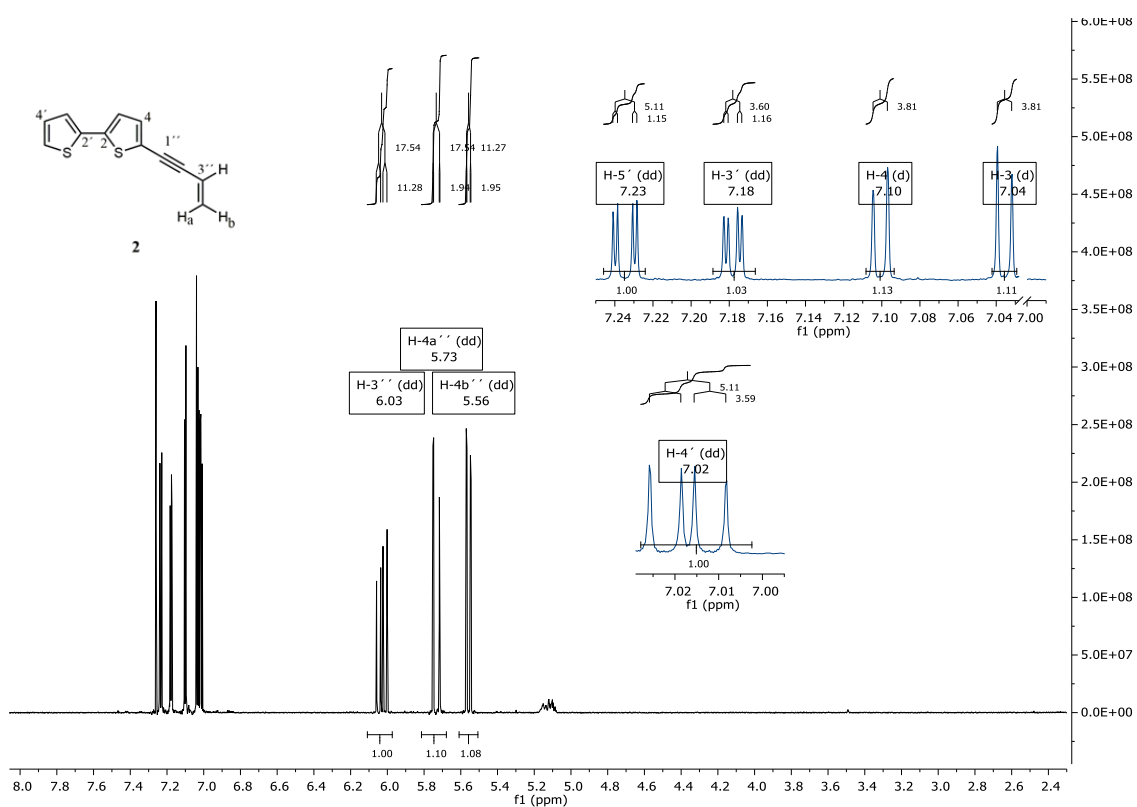 6.0E+08
5.5E+08
5.0E+08
4.5E+08
4.0E+08
3.5E+08
3.0E+08
2.5E+08
2.0E+08
1.5E+08
1.0E+08
5.0E+07
0.0E+00
4´
4
2´
2
S
S
1´´
3´´
H
Ha
Hb
2
17.54
11.28
17.54
1.94
11.27
1.95
5.11
1.15
3.60
1.16
3.81
3.81
H-5´ (dd)
7.23
H-3´ (dd)
7.18
H-4 (d)
7.10
H-3 (d)
7.04
1.00
1.03
1.13
1.11
7.24 7.22 7.20 7.18 7.16 7.14 7.12 7.10 7.08 7.06 7.04 7.00
f1 (ppm)
H-4a´´ (dd)
5.73
H-3´´ (dd)
6.03
H-4b´´ (dd)
5.56
5.11
3.59
H-4´ (dd)
7.02
1.00
7.02 7.01 7.00
f1 (ppm)
1.00
1.10
1.08
8.0 7.8 7.6 7.4 7.2 7.0 6.8 6.6 6.4 6.2 6.0 5.8 5.6 5.4 5.2 5.0 4.8 4.6 4.4 4.2 4.0 3.8 3.6 3.4 3.2 3.0 2.8 2.6 2.4
f1 (ppm)